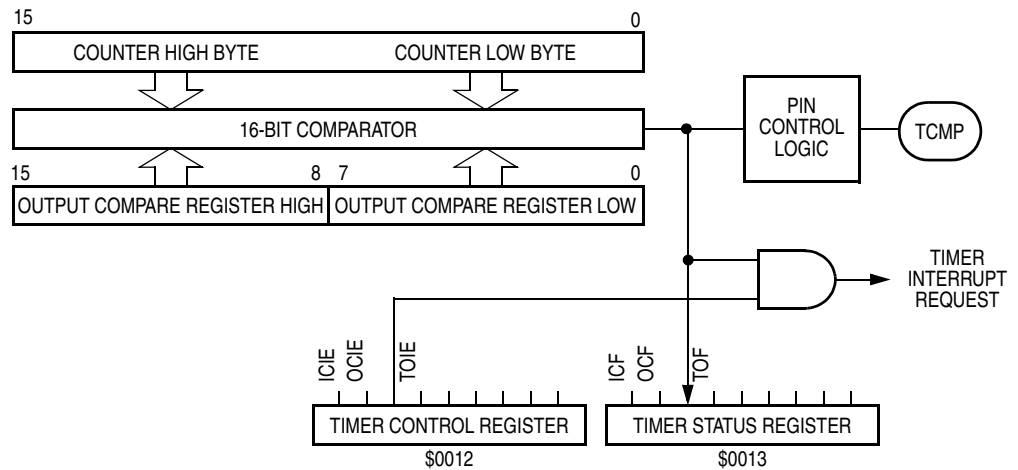 15 0
COUNTER HIGH BYTE COUNTER LOW BYTE
16-BIT COMPARATOR
PIN
CONTROL
LOGIC
TCMP
15 8 7 0
OUTPUT COMPARE REGISTER HIGH OUTPUT COMPARE REGISTER LOW
TIMER
INTERRUPT
REQUEST
ICIE
OCIE
TOIE
ICF
OCF
TOF
TIMER CONTROL REGISTER
$0012
TIMER STATUS REGISTER
$0013